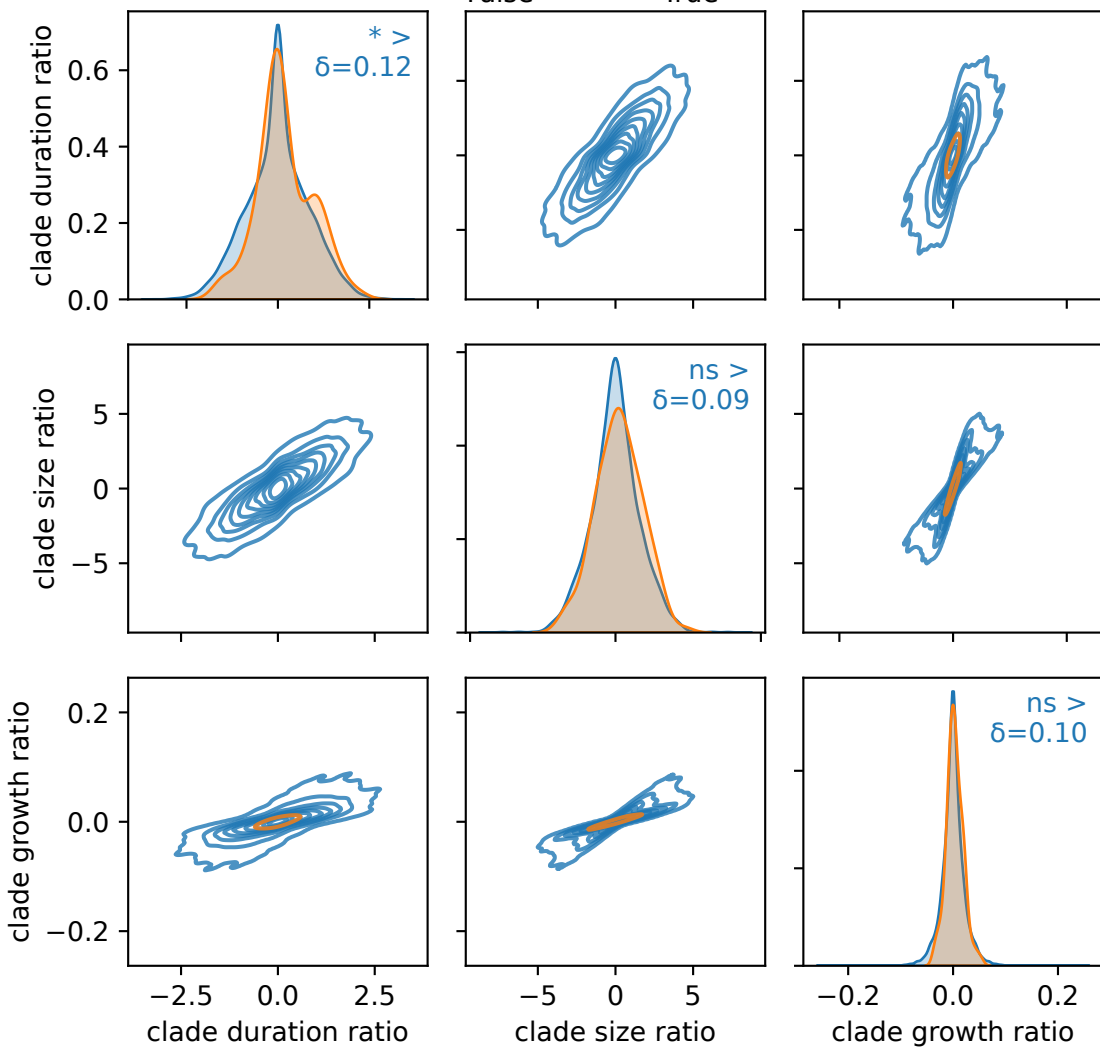 clade duration ratio
0.6
0.4
0.2
0.0
* >
δ=0.12
clade size ratio
5
0
−5
ns >
δ=0.09
clade growth ratio
0.2
0.0
−0.2
ns >
δ=0.10
−2.5 0.0 2.5
−5 0 5
−0.2 0.0 0.2
clade duration ratio
clade size ratio
clade growth ratio